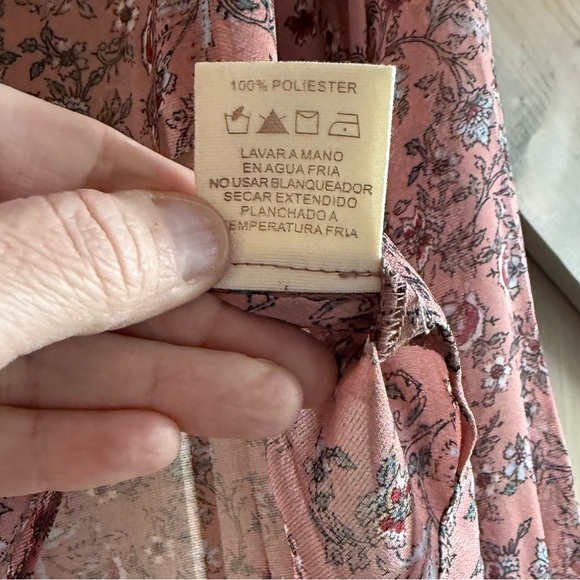 100% POLIESTER
LAVAR A MANO
EN AGUA FRIA
NO USAR BLANQUEADOR
SECAR EXTENDIDO
PLANCHADO A
TEMPERATURA FRIA